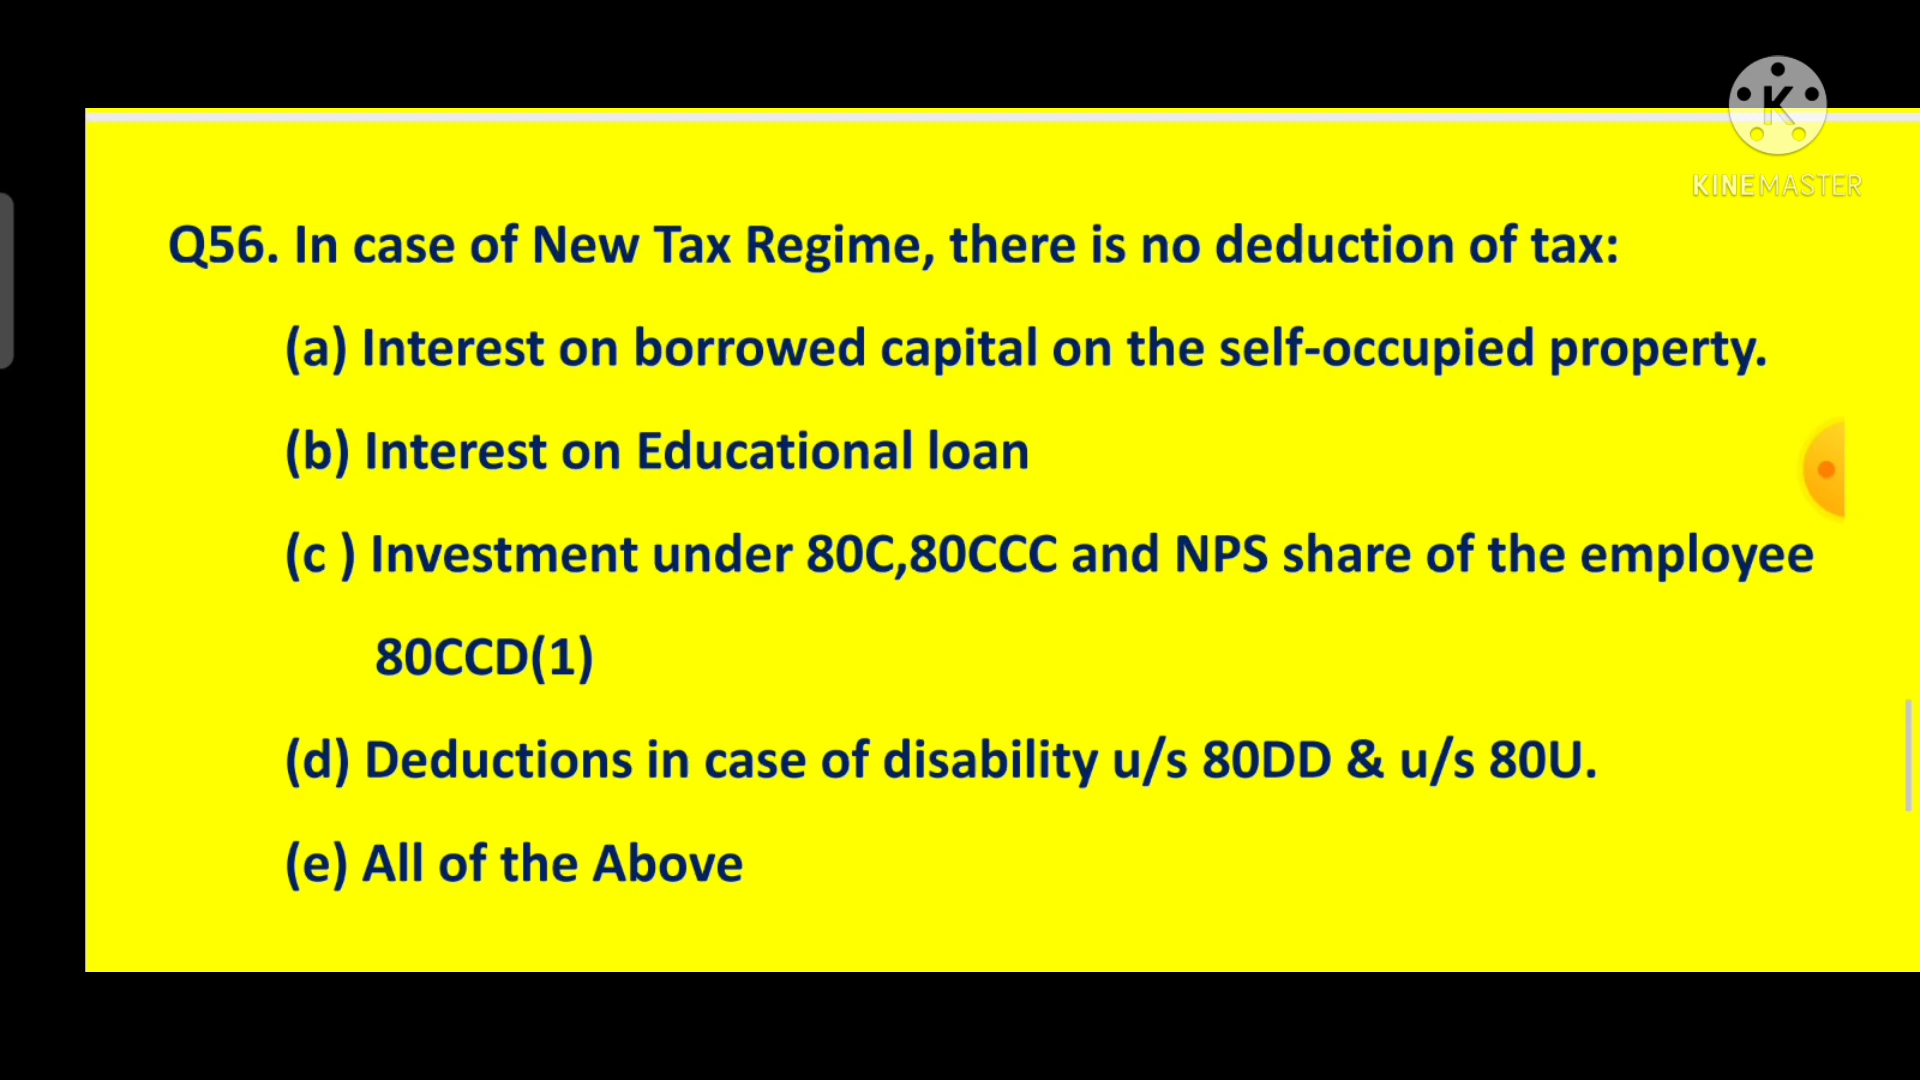 K
KINEMASTER
Q56. In case of New Tax Regime, there is no deduction of tax:
(a) Interest on borrowed capital on the self-occupied property.
(b) Interest on Educational loan
(c ) Investment under 80C,80CCC and NPS share of the employee
80CCD(1)
(d) Deductions in case of disability u/s 80DD & u/s 80U.
(e) All of the Above